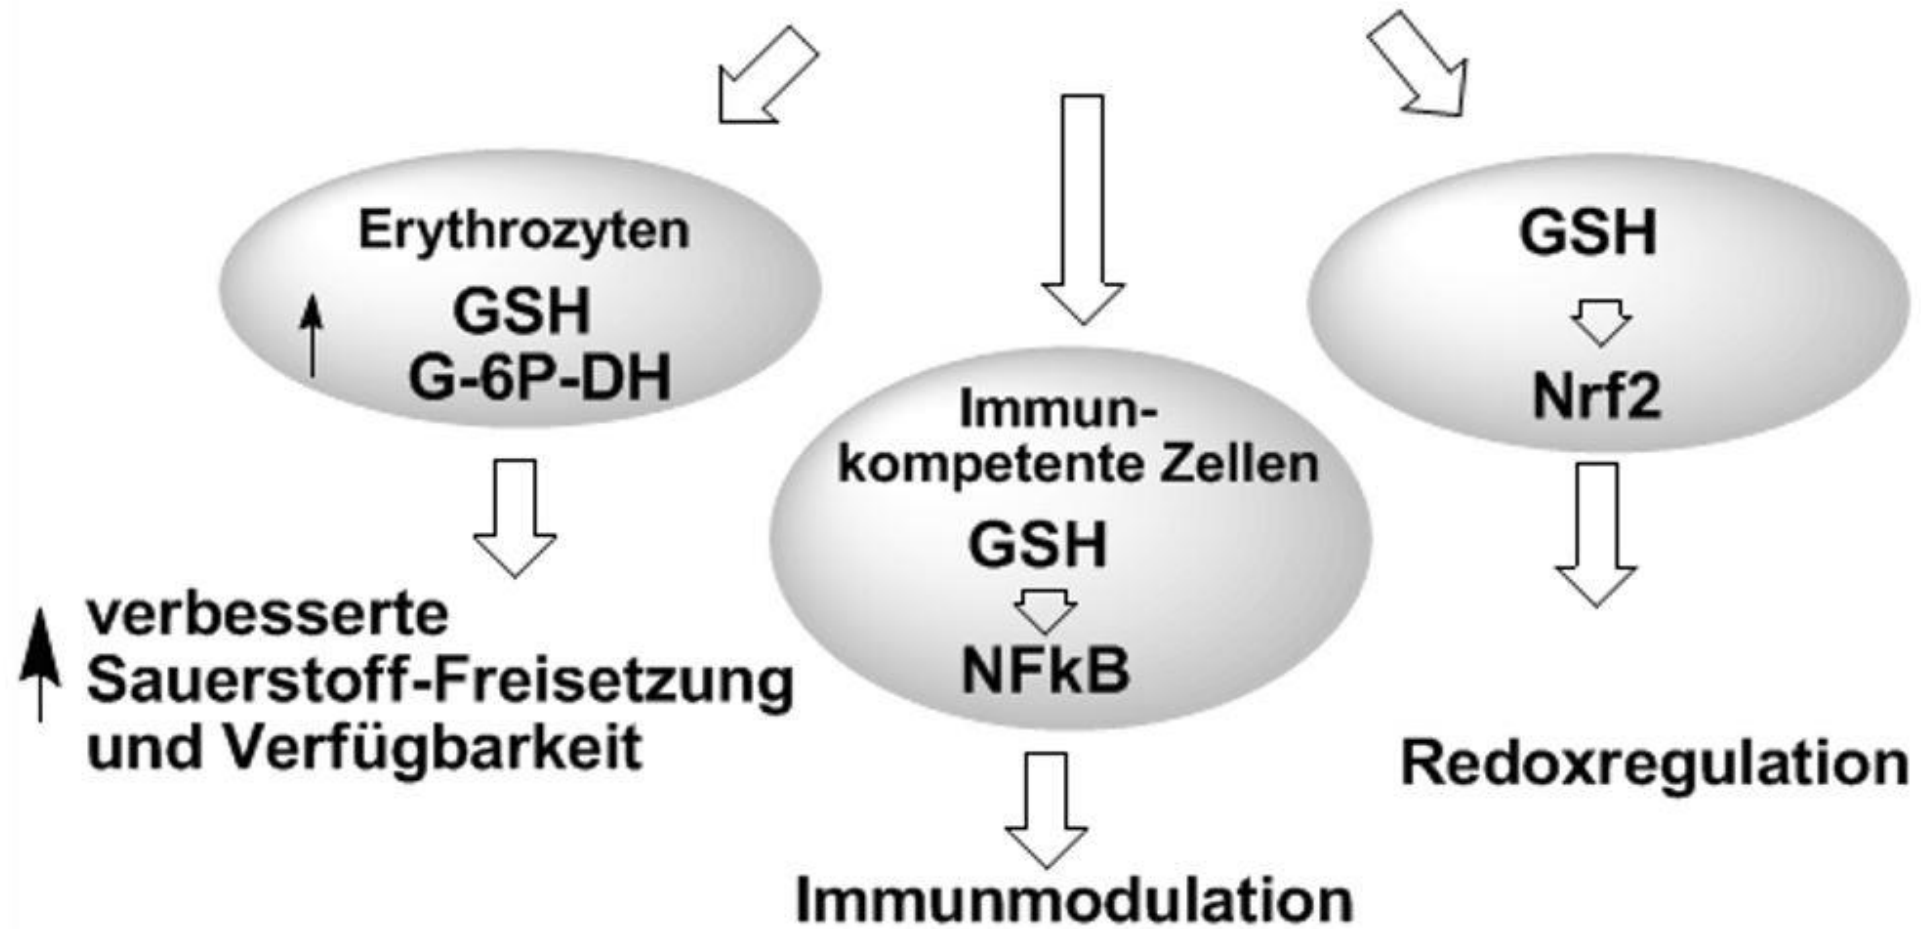 Erythrozyten
GSH
G-6P-DH
verbesserte
Sauerstoff-Freisetzung
und Verfügbarkeit
Immun-
kompetente Zellen
GSH
NFkB
Immunmodulation
GSH
Nrf2
Redoxregulation